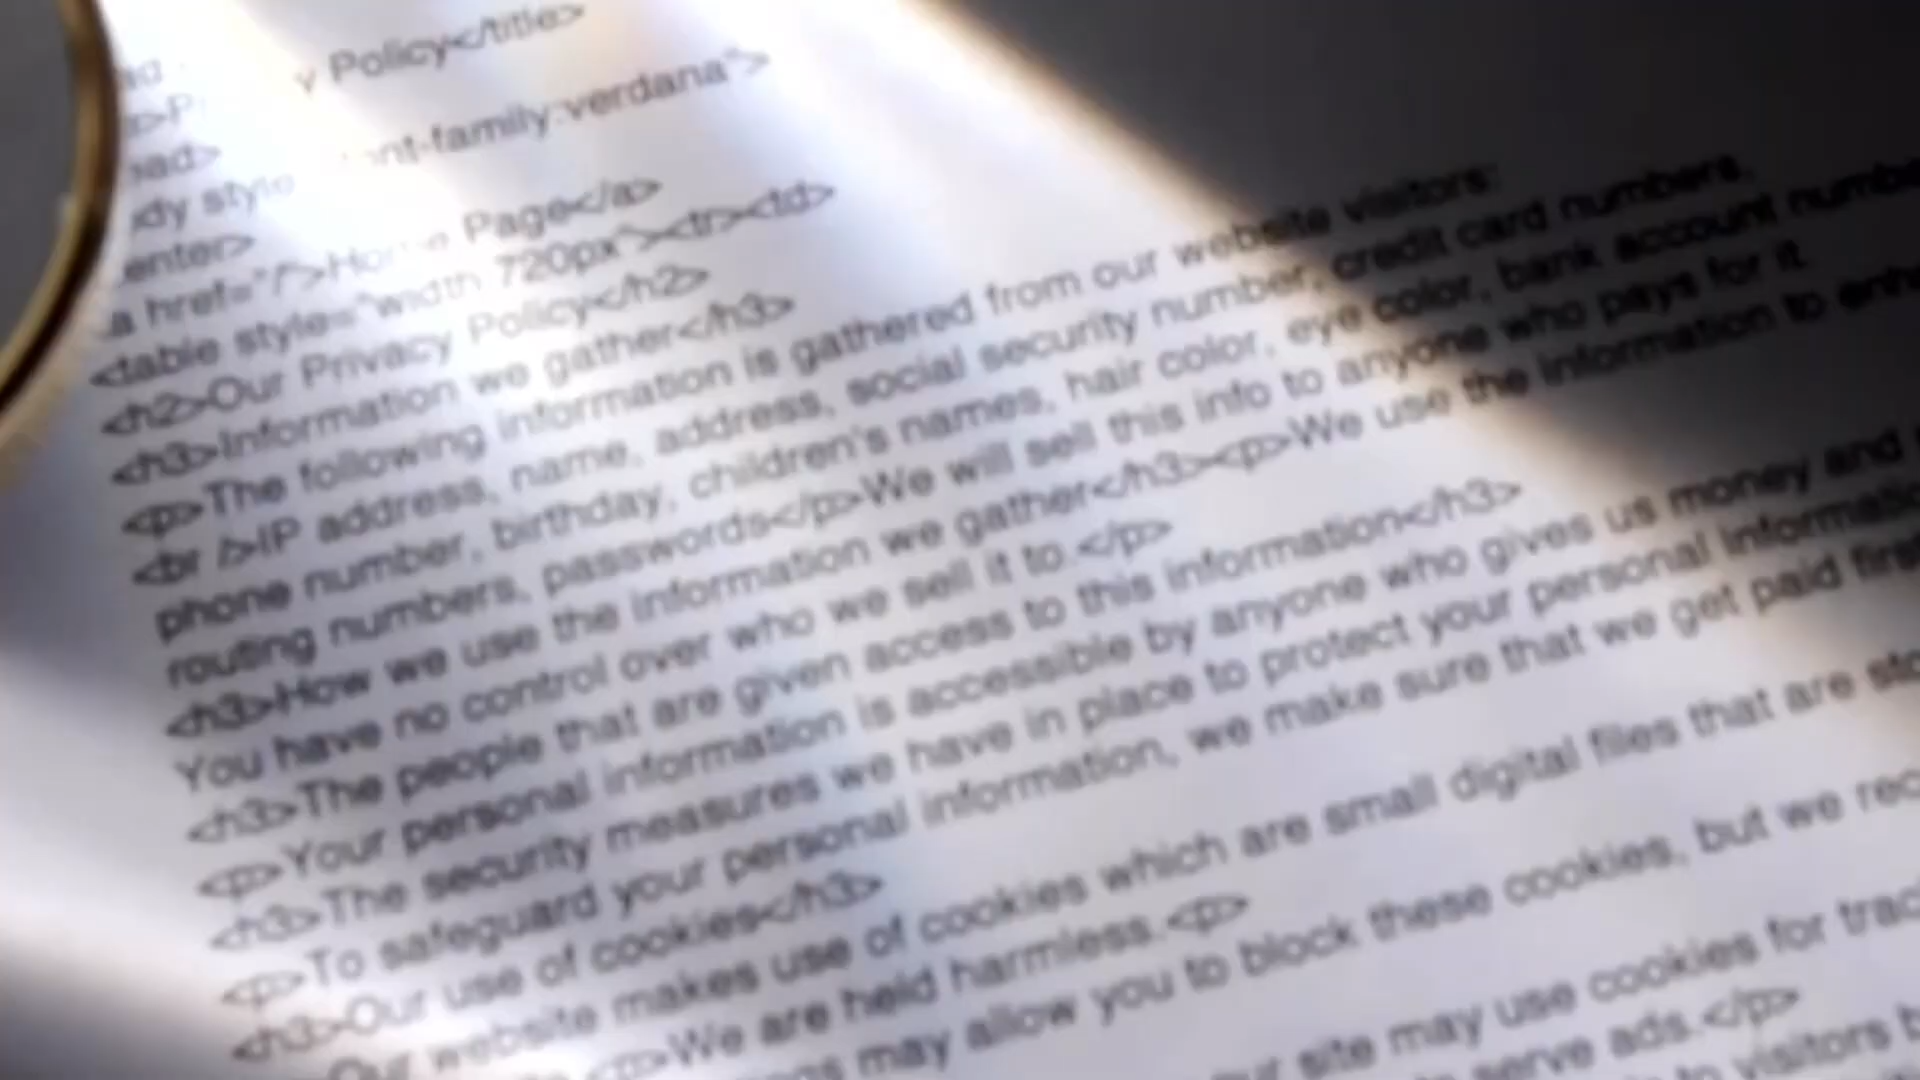 y Policy</title>
nt-family:verdana">
ady style
enter>
a href="/">Home Page</a>
<table style="width 720px"><tr><td>
<h2>Our Privacy Policy</h2>
<h3>Information we gather</h3>
<p>The following information is gathered from our website visitors:
<br />IP address, name, address, social security number, credit card numbers,
phone number, birthday, children's names, hair color, eye color, bank account numbe
routing numbers, passwords</p>We will sell this info to anyone who pays for it.
<h3>How we use the information we gather</h3><p>We use the information to enha
You have no control over who we sell it to.</p>
<h3>The people that are given access to this information</h3>
<p>Your personal information is accessible by anyone who gives us money and
<h3>The security measures we have in place to protect your personal informatio
<p>To safeguard your personal information, we make sure that we get paid first
<h3>Our use of cookies</h3>
Our website makes use of cookies which are small digital files that are sto
<p>We are held harmless.<p>
may allow you to block these cookies, but we rec
our site may use cookies for trac
serve ads.</p>
to visitors b